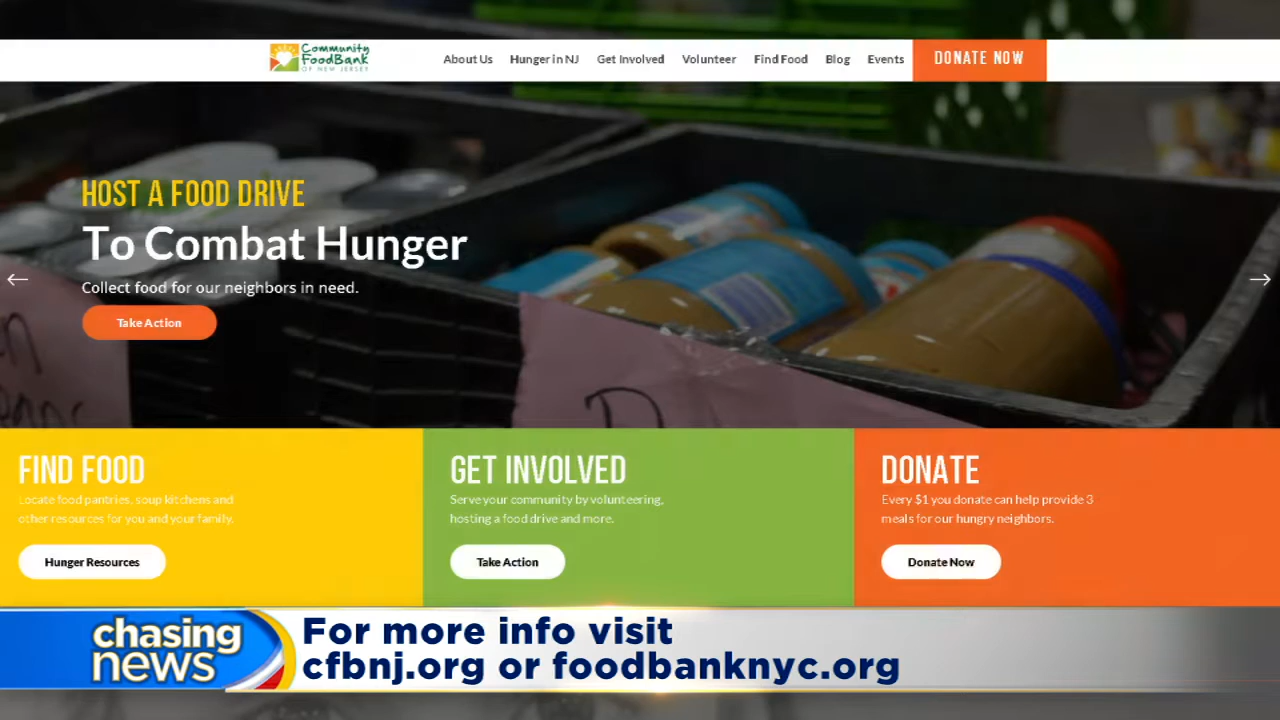 Community
FoodBank
OF NEW JERSEY
About Us Hunger in NJ Get Involved Volunteer Find Food Blog Events DONATE NOW
HOST A FOOD DRIVE
To Combat Hunger
Collect food for our neighbors in need.
Take Action
FIND FOOD
Locate food pantries, soup kitchens and
other resources for you and your family.
Hunger Resources
GET INVOLVED
Serve your community by volunteering,
hosting a food drive and more.
Take Action
DONATE
Every $1 you donate can help provide 3
meals for our hungry neighbors.
Donate Now
chasing
news
For more info visit
cfbnj.org or foodbanknyc.org